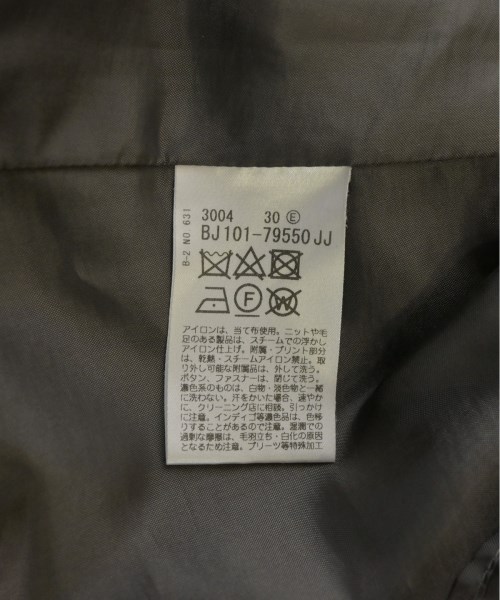 3004 30 Ⓔ
BJ101-79550JJ
B-2 NO 631
F W
アイロンは、当て布使用。ニットや毛
足のある製品は、スチームでの浮かし
アイロン仕上げ。附属・プリント部分
は、乾熱・スチームアイロン禁止。取
り外し可能な附属品は、外して洗う。
ボタン、ファスナーは、閉じて洗う。
濃色系のものは、白物・淡色物と一緒
に洗わない。汗をかいた場合、速やか
に、クリーニング店に相談。引っかけ
に注意。インディゴ等濃色品は、色移
りすることがあるので注意。湿潤での
過剰な摩擦は、毛羽立ち・白化の原因
となるため注意。プリーツ等特殊加工